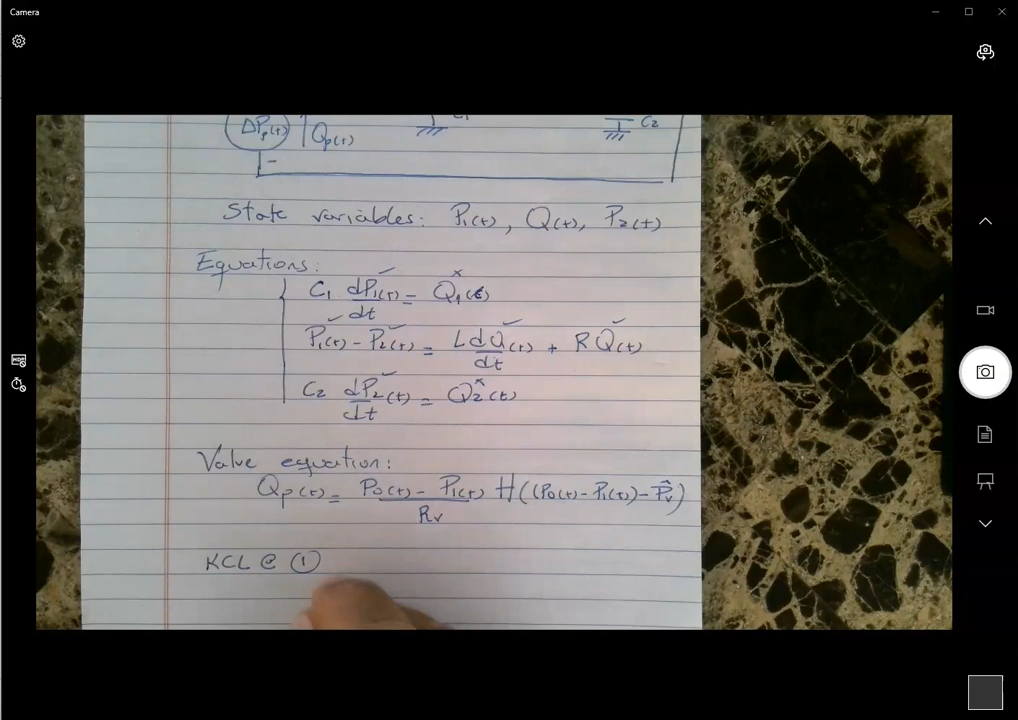 Camera
ΔPp(t) Qp(t) C1 C2
State variables: P1(t), Q(t), P2(t)
Equations:
C1 dP1(t)/dt = Q1(t)
P1(t) - P2(t) = L dQ(t)/dt + R Q(t)
C2 dP2(t)/dt = Q2(t)
Valve equation:
Qp(t) = P0(t) - P1(t)/Rv H((P0(t) - P1(t)) - P̂v)
KCL @ 1